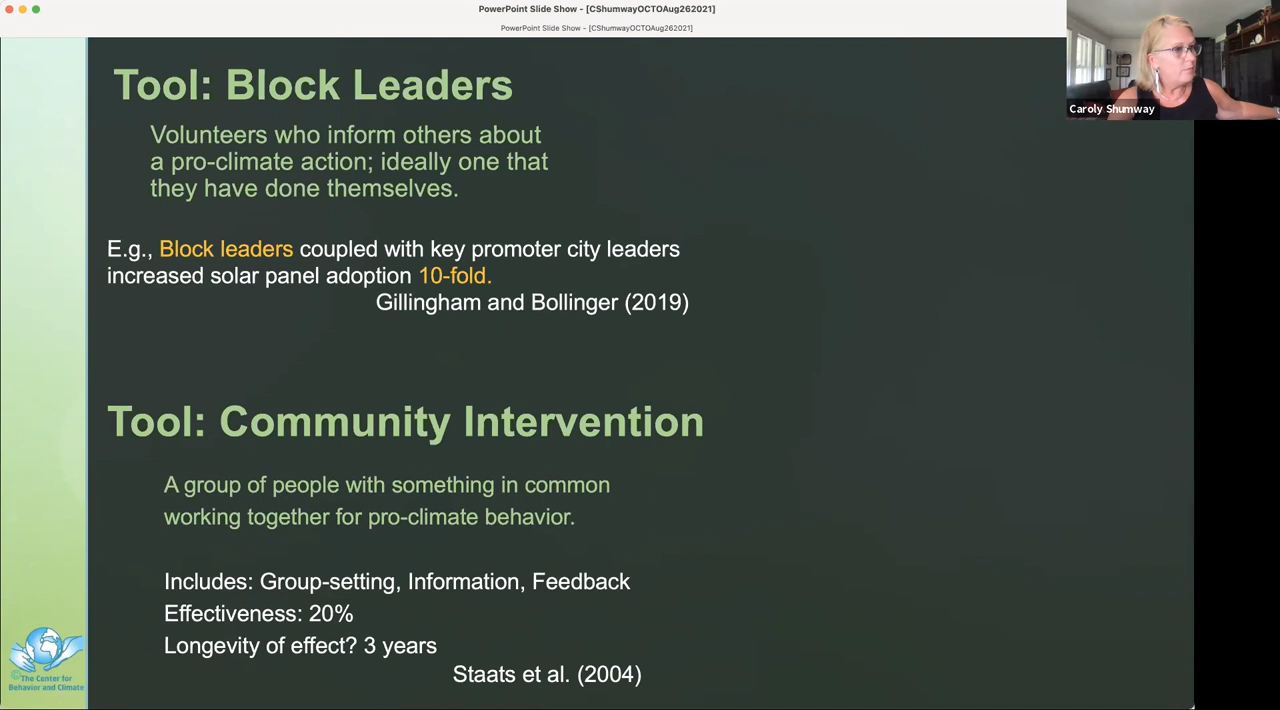 PowerPoint Slide Show - [CShumwayOCTOAug262021]
PowerPoint Slide Show - [CShumwayOCTOAug262021]
Caroly Shumway
Tool: Block Leaders
Volunteers who inform others about
a pro-climate action; ideally one that
they have done themselves.
E.g., Block leaders coupled with key promoter city leaders
increased solar panel adoption 10-fold.
Gillingham and Bollinger (2019)
Tool: Community Intervention
A group of people with something in common
working together for pro-climate behavior.
Includes: Group-setting, Information, Feedback
Effectiveness: 20%
Longevity of effect? 3 years
Staats et al. (2004)
©The Center for
Behavior and Climate